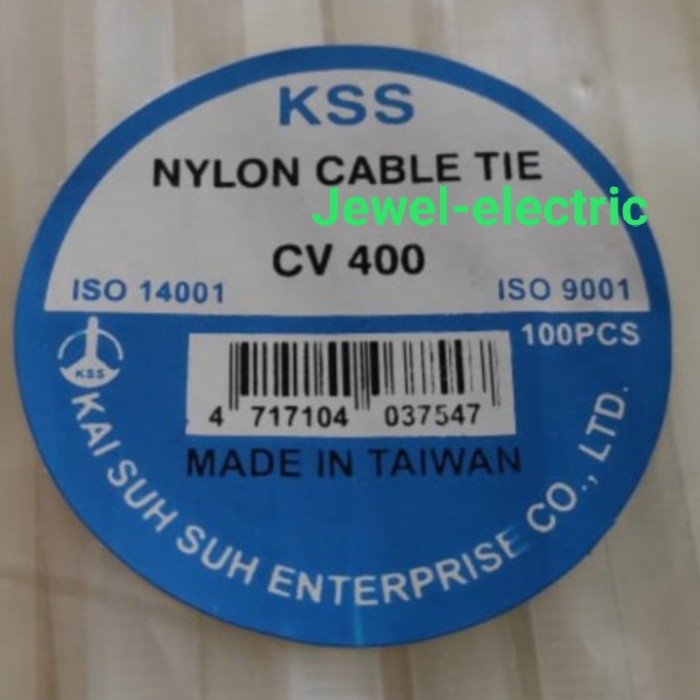 KSS
NYLON CABLE TIE
Jewel-electric
CV 400
ISO 14001
ISO 9001
100PCS
KSS
4 717104 037547
MADE IN TAIWAN
KAI SUH SUH ENTERPRISE CO., LTD.